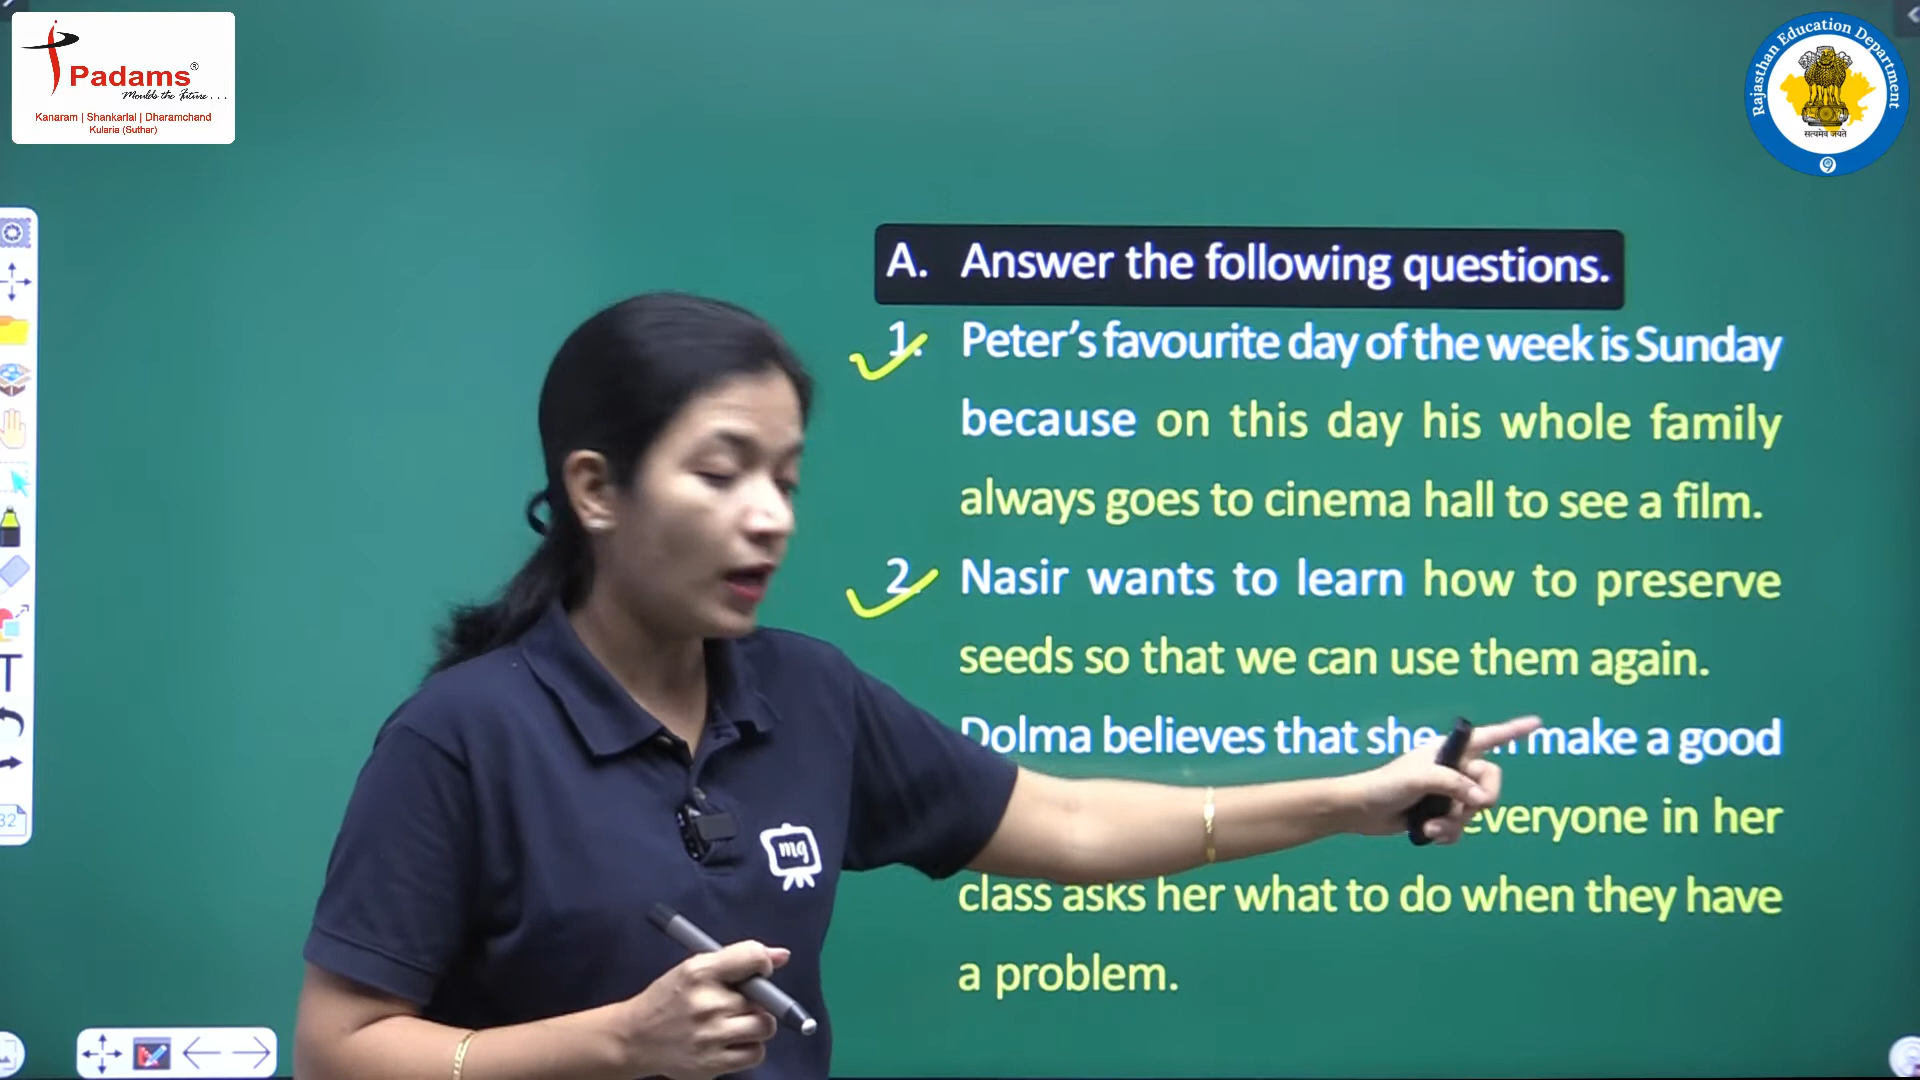 Padams®
Moulds the Future...
Kanaram | Shankarlal | Dharamchand
Kularia (Suthar)
Rajasthan Education Department
सत्यमेव जयते
A. Answer the following questions.
1. Peter's favourite day of the week is Sunday
because on this day his whole family
always goes to cinema hall to see a film.
2. Nasir wants to learn how to preserve
seeds so that we can use them again.
Dolma believes that she make a good
everyone in her
class asks her what to do when they have
a problem.
mg
T
32